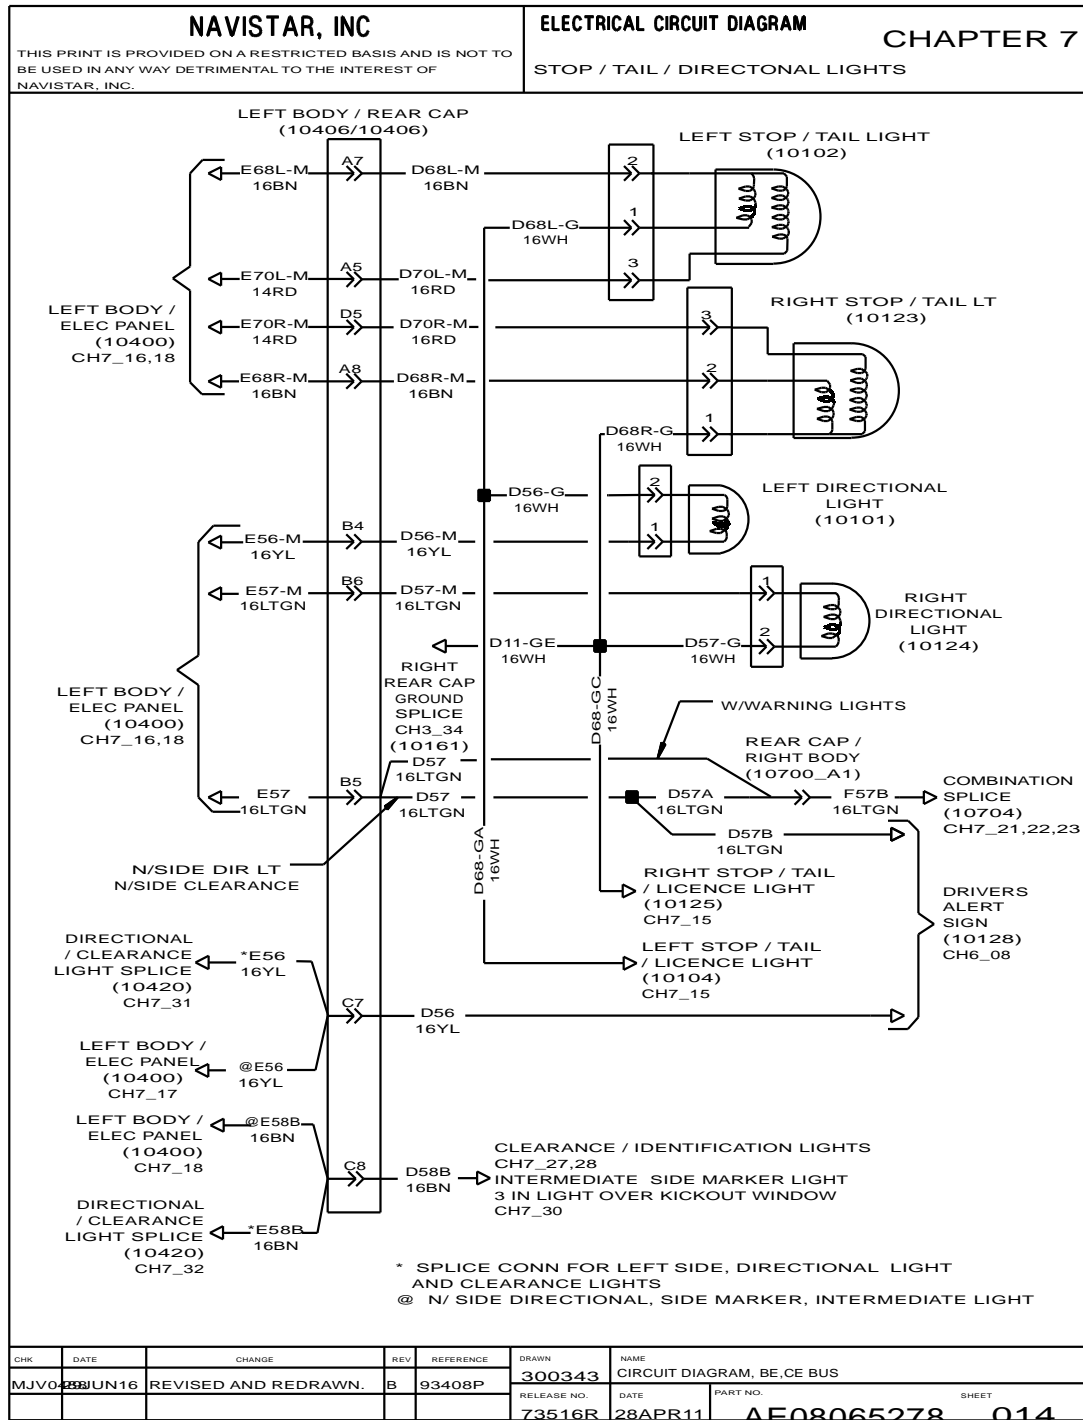 NAVISTAR, INC
THIS PRINT IS PROVIDED ON A RESTRICTED BASIS AND IS NOT TO
BE USED IN ANY WAY DETRIMENTAL TO THE INTEREST OF
NAVISTAR, INC.
ELECTRICAL CIRCUIT DIAGRAM
CHAPTER 7
STOP / TAIL / DIRECTONAL LIGHTS
LEFT BODY / REAR CAP
(10406/10406)
LEFT STOP / TAIL LIGHT
(10102)
E68L-M
16BN
A7
D68L-M
16BN
2
D68L-G
16WH
1
E70L-M
14RD
A5
D70L-M
16RD
3
LEFT BODY /
ELEC PANEL
(10400)
CH7_16,18
RIGHT STOP / TAIL LT
(10123)
E70R-M
14RD
D5
D70R-M
16RD
3
E68R-M
16BN
A8
D68R-M
16BN
2
D68R-G
16WH
1
LEFT DIRECTIONAL
LIGHT
(10101)
D56-G
16WH
2
E56-M
16YL
B4
D56-M
16YL
1
E57-M
16LTGN
B6
D57-M
16LTGN
1
RIGHT
DIRECTIONAL
LIGHT
(10124)
D11-GE
16WH
D57-G
16WH
2
RIGHT
REAR CAP
GROUND
SPLICE
CH3_34
(10161)
D68-GC
16WH
LEFT BODY /
ELEC PANEL
(10400)
CH7_16,18
W/WARNING LIGHTS
REAR CAP /
RIGHT BODY
(10700_A1)
D57
16LTGN
E57
16LTGN
B5
D57
16LTGN
D57A
16LTGN
F57B
16LTGN
COMBINATION
SPLICE
(10704)
CH7_21,22,23
D57B
16LTGN
D68-GA
16WH
N/SIDE DIR LT
N/SIDE CLEARANCE
RIGHT STOP / TAIL
/ LICENCE LIGHT
(10125)
CH7_15
DRIVERS
ALERT
SIGN
(10128)
CH6_08
LEFT STOP / TAIL
/ LICENCE LIGHT
(10104)
CH7_15
DIRECTIONAL
/ CLEARANCE
LIGHT SPLICE
(10420)
CH7_31
*E56
16YL
C7
D56
16YL
LEFT BODY /
ELEC PANEL
(10400)
CH7_17
@E56
16YL
LEFT BODY /
ELEC PANEL
(10400)
CH7_18
@E58B
16BN
C8
D58B
16BN
CLEARANCE / IDENTIFICATION LIGHTS
CH7_27,28
INTERMEDIATE SIDE MARKER LIGHT
3 IN LIGHT OVER KICKOUT WINDOW
CH7_30
DIRECTIONAL
/ CLEARANCE
LIGHT SPLICE
(10420)
CH7_32
*E58B
16BN
* SPLICE CONN FOR LEFT SIDE, DIRECTIONAL LIGHT
AND CLEARANCE LIGHTS
@ N/ SIDE DIRECTIONAL, SIDE MARKER, INTERMEDIATE LIGHT
CHK DATE CHANGE REV REFERENCE
REVISED AND REDRAWN. B 93408P
DRAWN
300343
NAME
CIRCUIT DIAGRAM, BE,CE BUS
RELEASE NO.
73516R
DATE
28APR11
PART NO.
AE08065278
SHEET
014